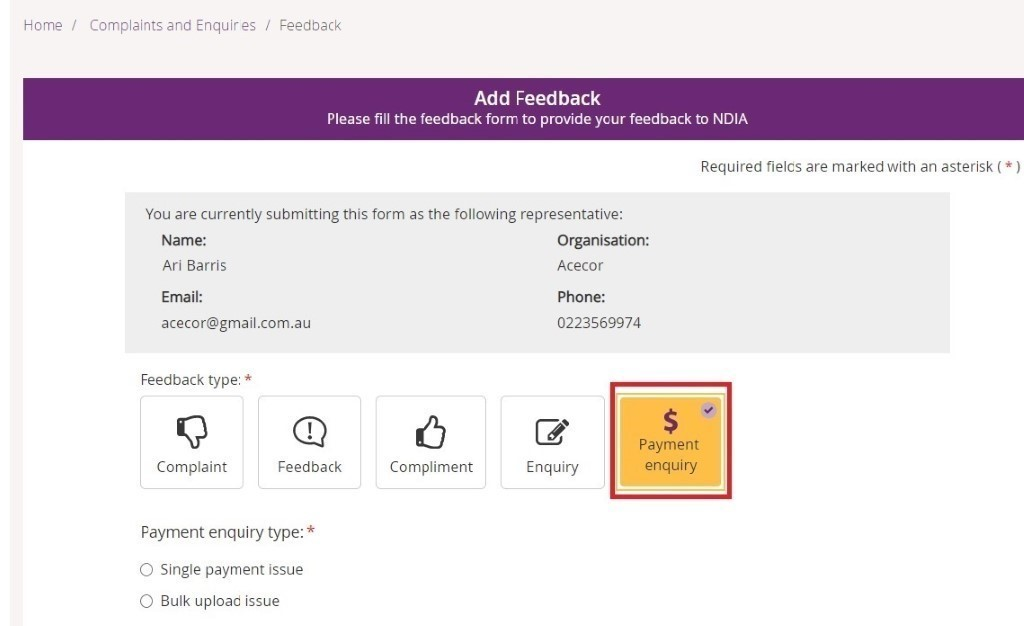 Home / Complaints and Enquiries / Feedback
Add Feedback
Please fill the feedback form to provide your feedback to NDIA
Required fields are marked with an asterisk ( * )
You are currently submitting this form as the following representative:
Name: Organisation:
Ari Barris Acecor
Email: Phone:
acecor@gmail.com.au 0223569974
Feedback type: *
Complaint Feedback Compliment Enquiry $ Payment enquiry
Payment enquiry type: *
Single payment issue
Bulk upload issue